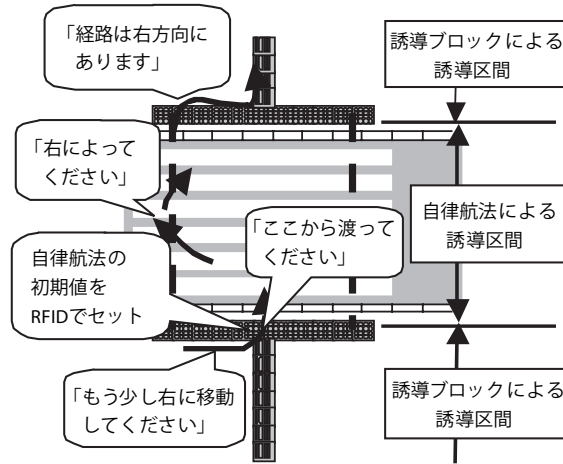 「経路は右方向に
あります」
誘導ブロックによる
誘導区間
「右によって
ください」
自律航法による
誘導区間
「ここから渡って
ください」
自律航法の
初期値を
RFIDでセット
「もう少し右に移動
してください」
誘導ブロックによる
誘導区間